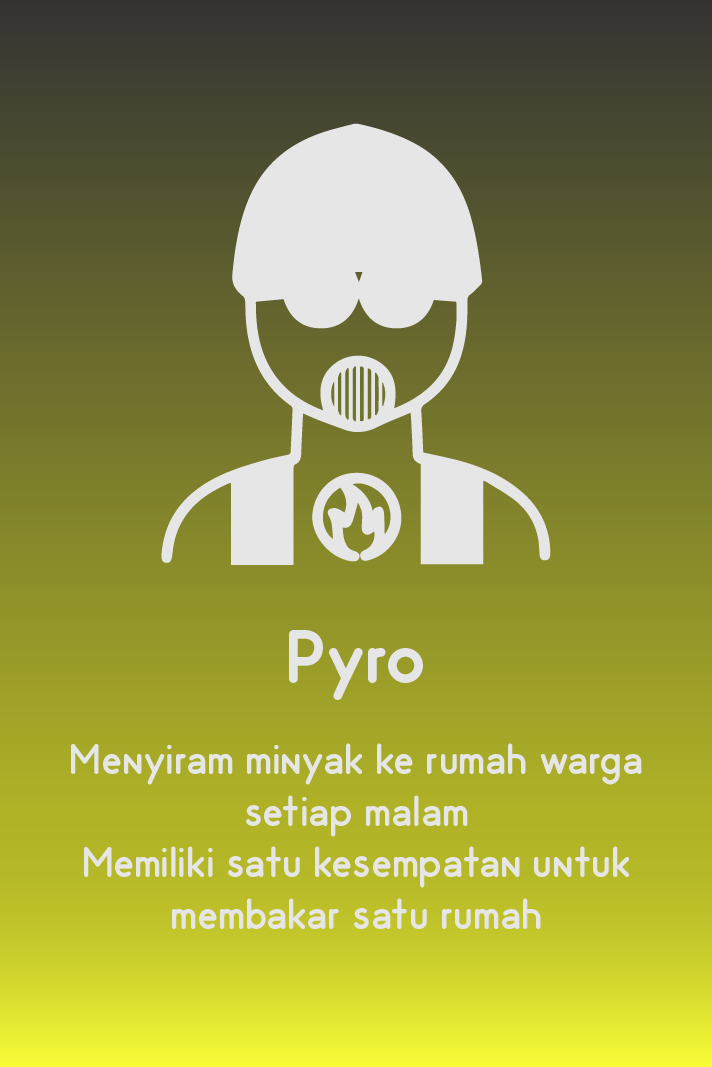 Pyro
Menyiram minyak ke rumah warga
setiap malam
Memiliki satu kesempatan untuk
membakar satu rumah